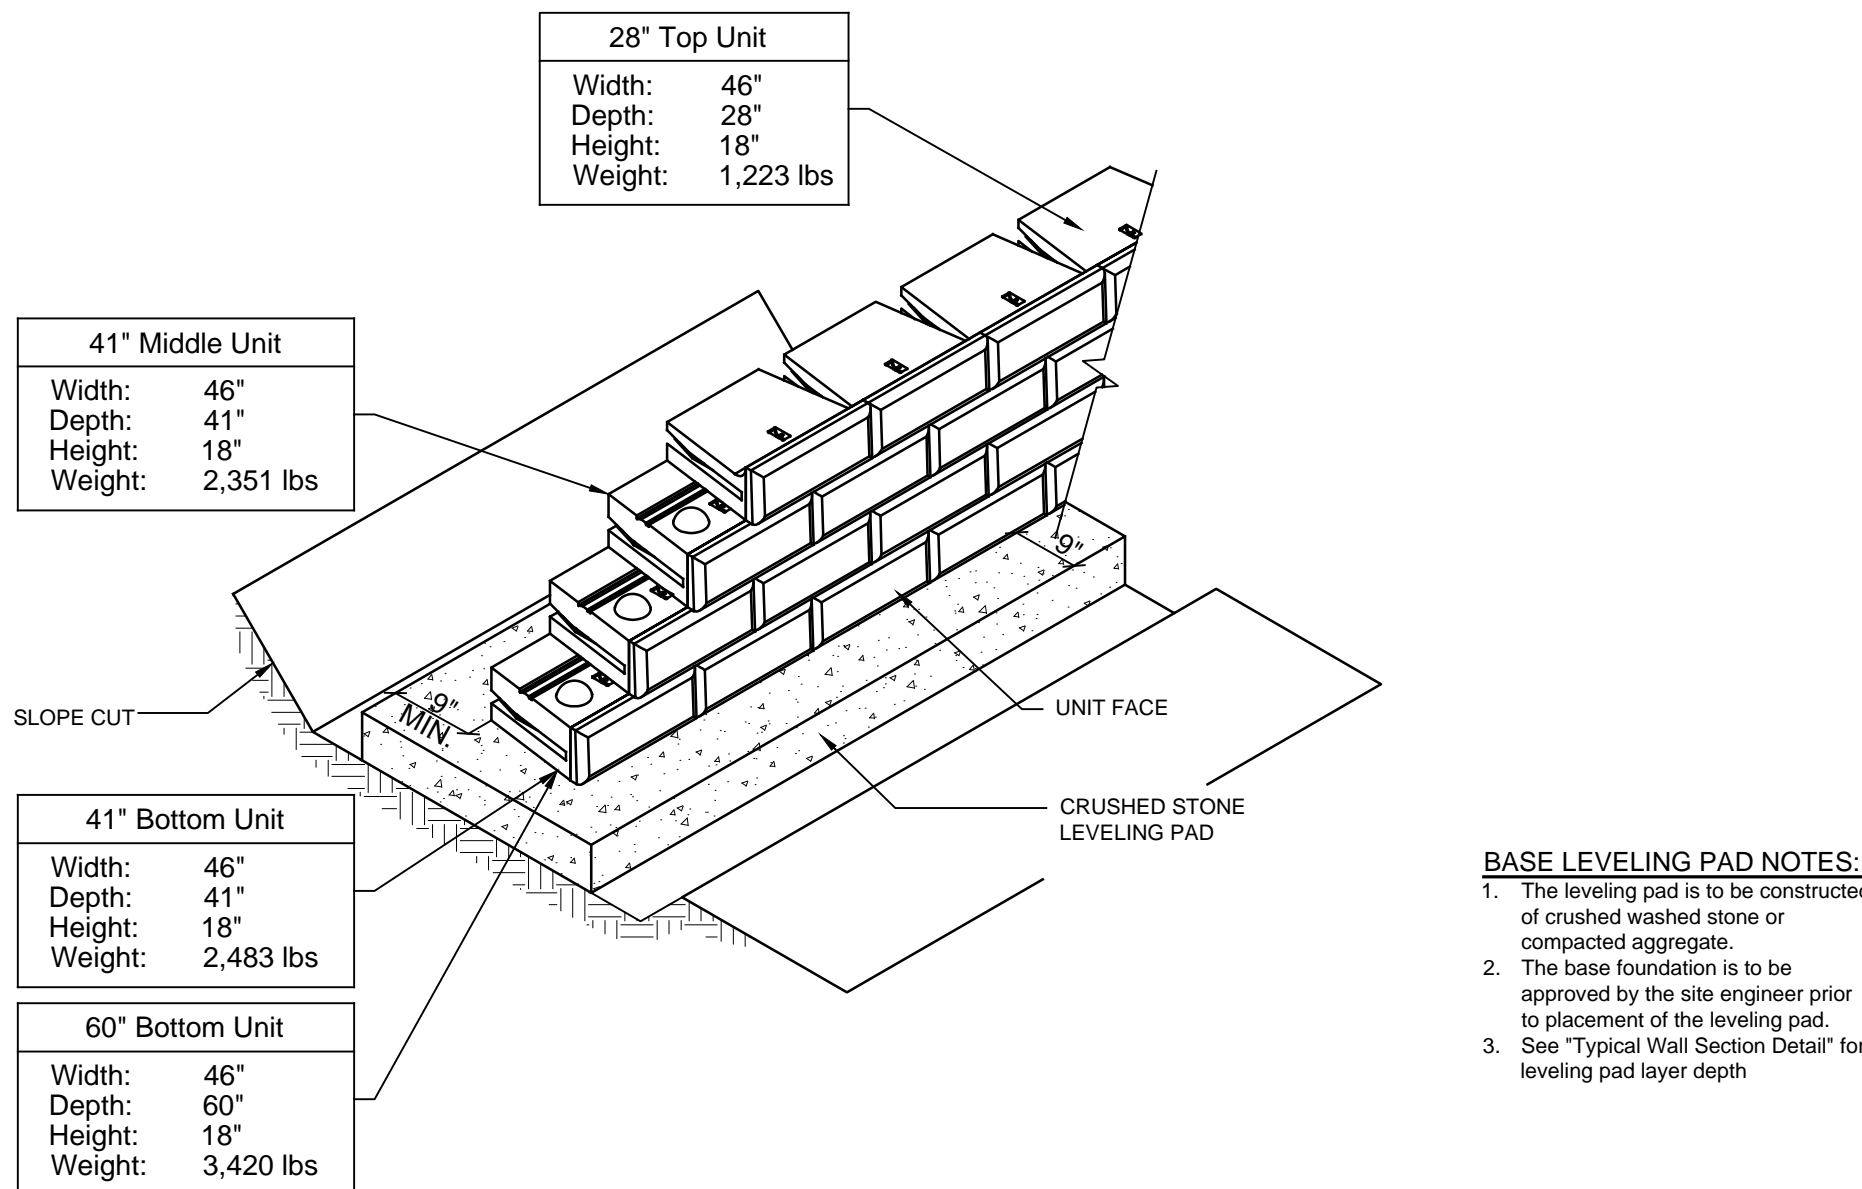 28" Top Unit
Width: 46"
Depth: 28"
Height: 18"
Weight: 1,223 lbs
41" Middle Unit
Width: 46"
Depth: 41"
Height: 18"
Weight: 2,351 lbs
9"
SLOPE CUT
9"
MIN.
UNIT FACE
CRUSHED STONE
LEVELING PAD
41" Bottom Unit
Width: 46"
Depth: 41"
Height: 18"
Weight: 2,483 lbs
60" Bottom Unit
Width: 46"
Depth: 60"
Height: 18"
Weight: 3,420 lbs
BASE LEVELING PAD NOTES:
1. The leveling pad is to be constructed
of crushed washed stone or
compacted aggregate.
2. The base foundation is to be
approved by the site engineer prior
to placement of the leveling pad.
3. See "Typical Wall Section Detail" for
leveling pad layer depth